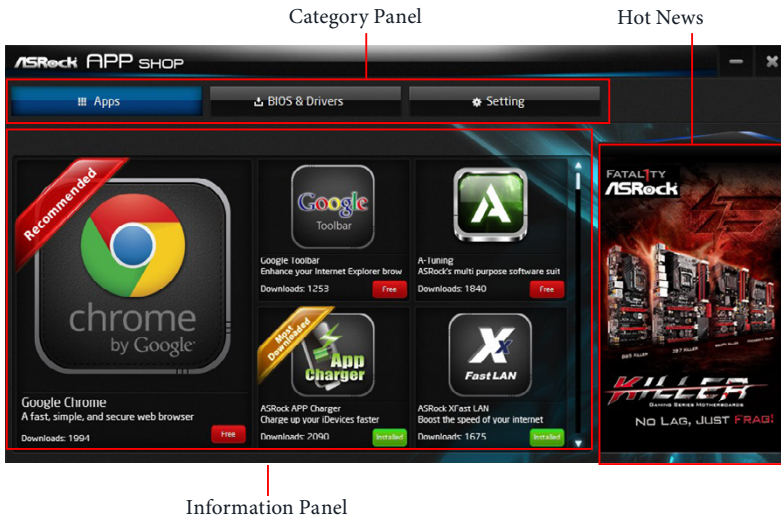 Category Panel
Hot News
ASRock APP SHOP
Apps
BIOS & Drivers
Setting
Recommended
chrome
by Google
Google Chrome
A fast, simple, and secure web browser
Downloads: 1994
Free
Google
Toolbar
Google Toolbar
Enhance your Internet Explorer brow
Downloads: 1253
Free
A
A-Tuning
ASRock's multi purpose software suit
Downloads: 1840
Free
Most
Downloaded
App
Charger
ASRock APP Charger
Charge up your iDevices faster
Downloads: 2090
Installed
Fast LAN
ASRock XFast LAN
Boost the speed of your internet
Downloads: 1675
Installed
FATAL1TY
ASRock
KILLER
GAMING SERIES MOTHERBOARDS
NO LAG, JUST FRAG!
Information Panel